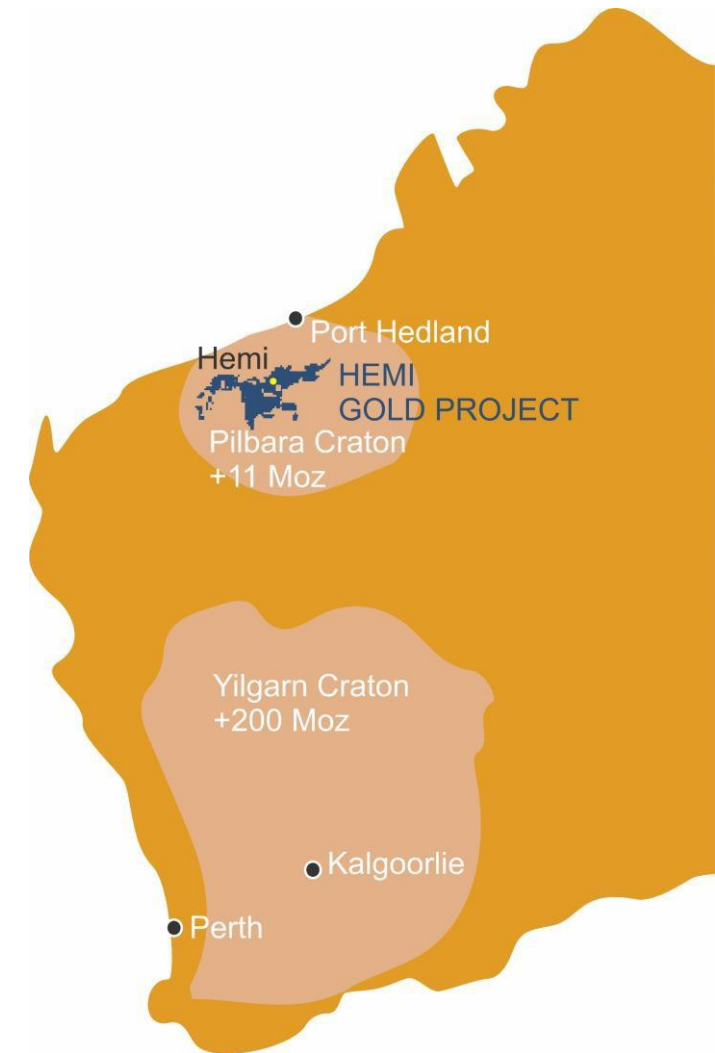 Port Hedland
Hemi
HEMI
GOLD PROJECT
Pilbara Craton
+11 Moz
Yilgarn Craton
+200 Moz
Kalgoorlie
Perth